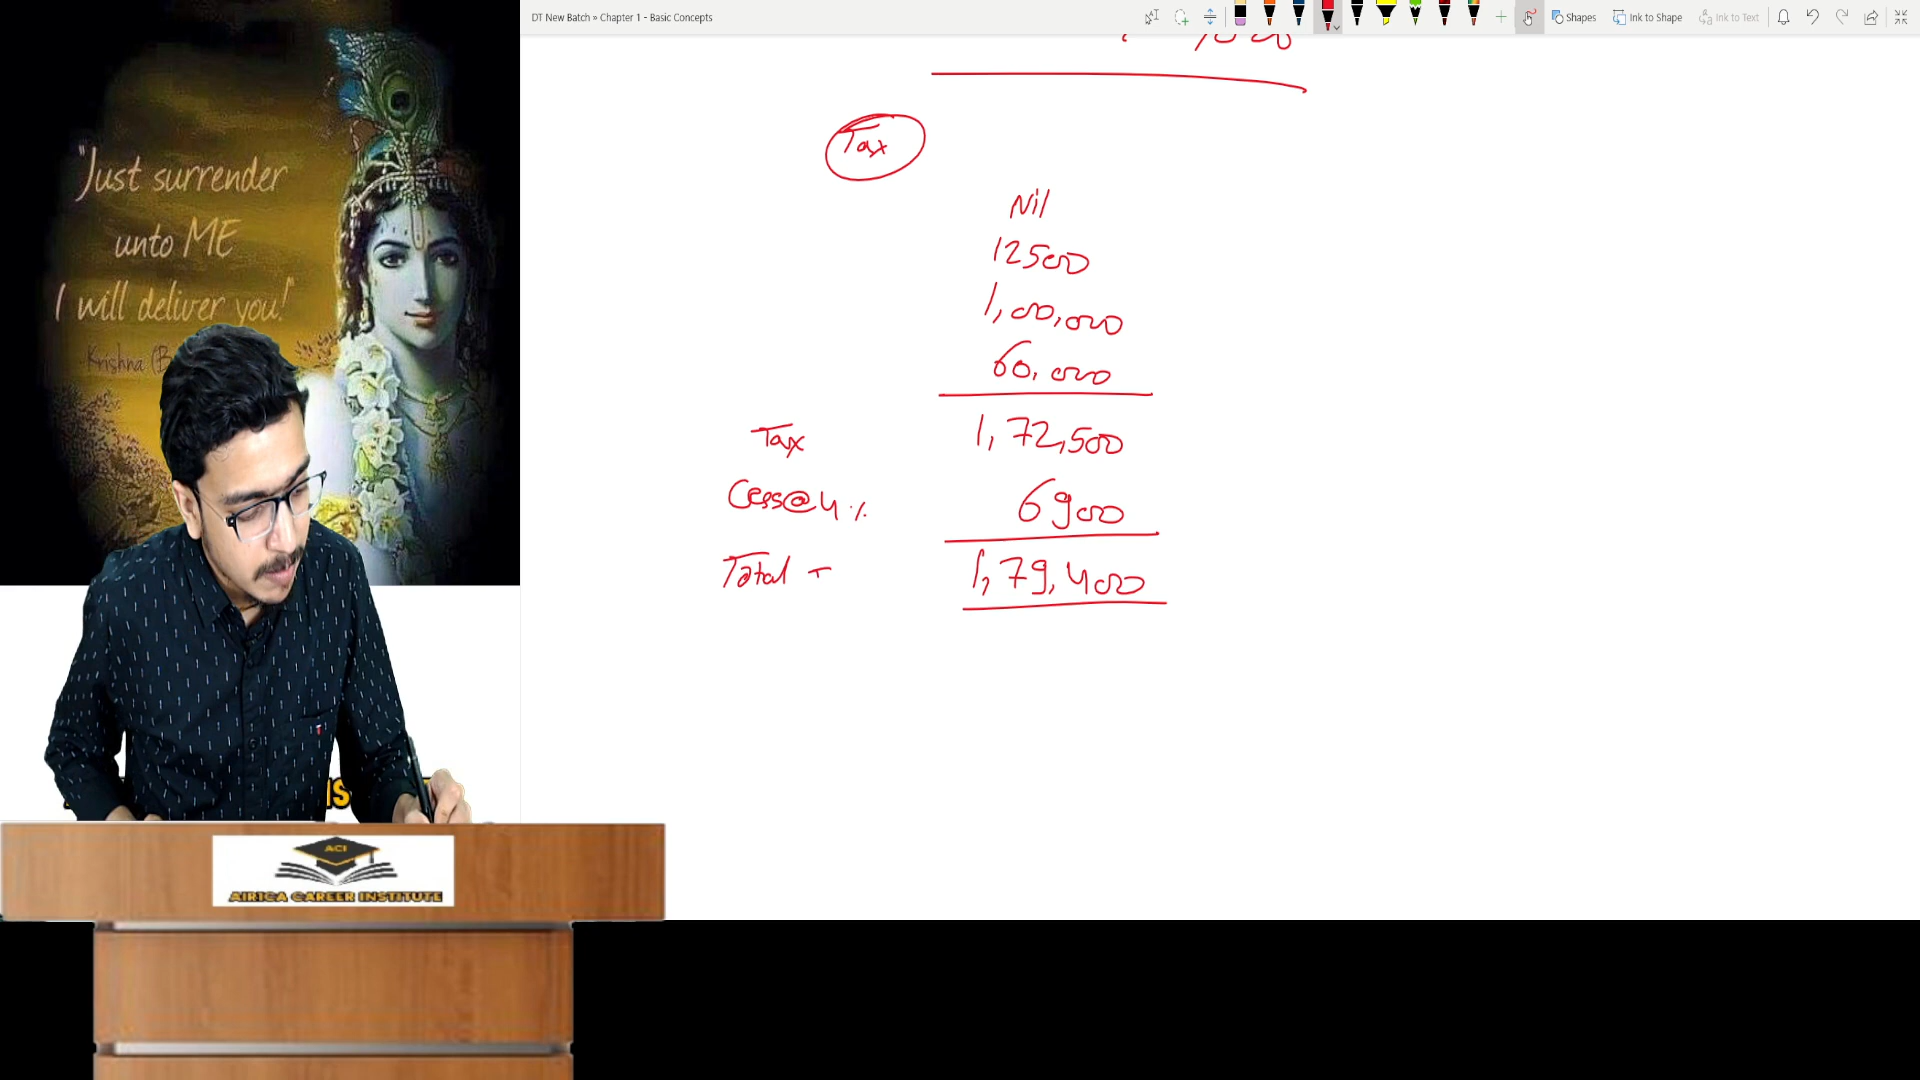 DT New Batch » Chapter 1 - Basic Concepts
Shapes
Ink to Shape
Ink to Text
"Just surrender
unto ME
I will deliver you!"
Krishna (B
Tax
Nil
12500
1,00,000
60,000
Tax 1,72,500
Cess@4% 6900
Total 1,79,400
IS
ACI
AIRICA CAREER INSTITUTE